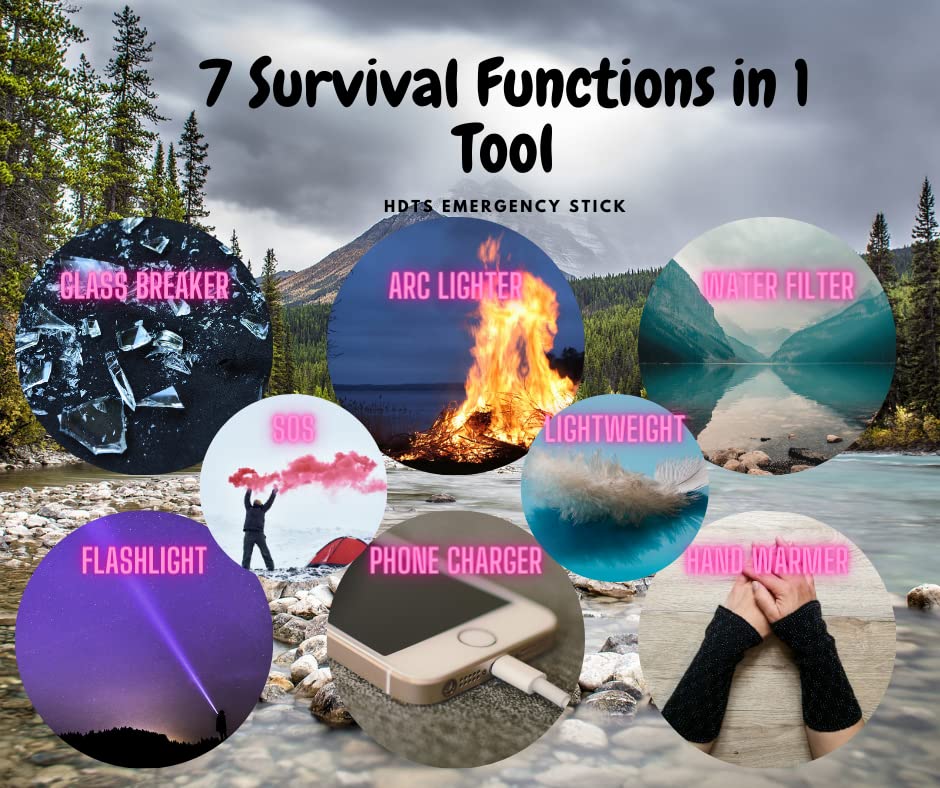 7 Survival Functions in 1
Tool
HDTS EMERGENCY STICK
GLASS BREAKER
ARC LIGHTER
WATER FILTER
SOS
LIGHTWEIGHT
FLASHLIGHT
PHONE CHARGER
HAND WARMER